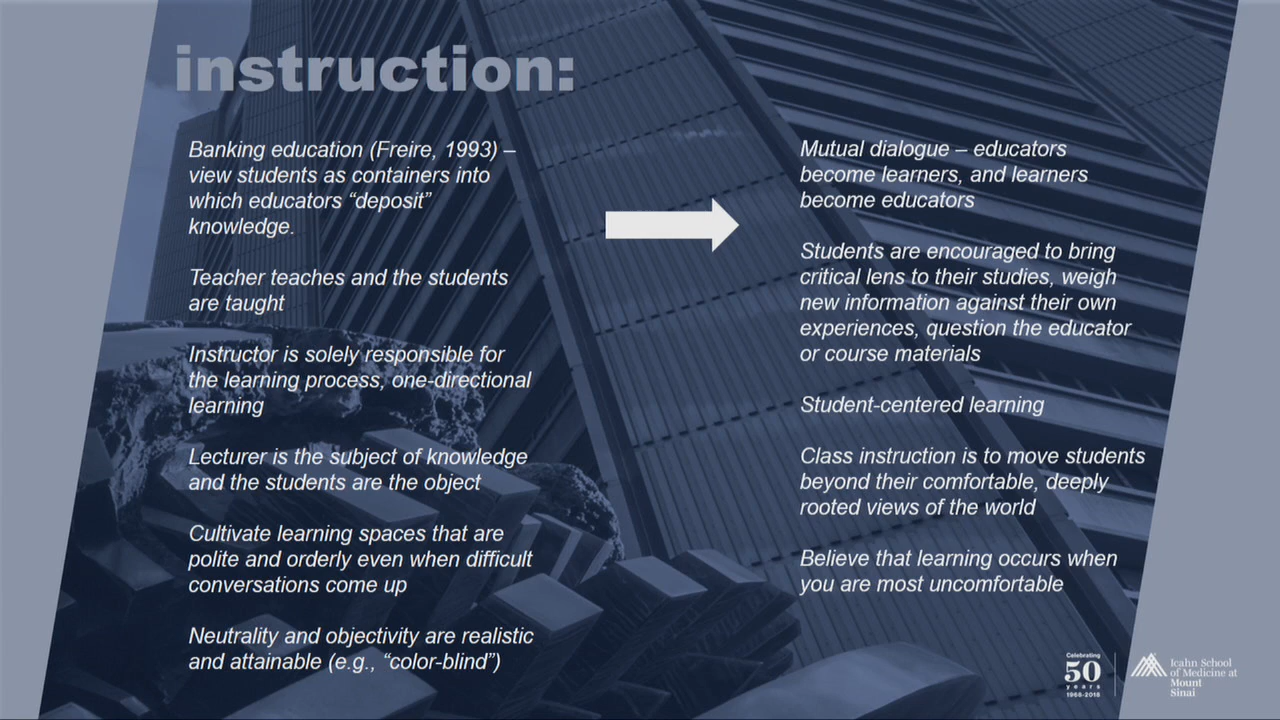 instruction:
Banking education (Freire, 1993) –
view students as containers into
which educators “deposit”
knowledge.
Teacher teaches and the students
are taught
Instructor is solely responsible for
the learning process, one-directional
learning
Lecturer is the subject of knowledge
and the students are the object
Cultivate learning spaces that are
polite and orderly even when difficult
conversations come up
Neutrality and objectivity are realistic
and attainable (e.g., “color-blind”)
Mutual dialogue – educators
become learners, and learners
become educators
Students are encouraged to bring
critical lens to their studies, weigh
new information against their own
experiences, question the educator
or course materials
Student-centered learning
Class instruction is to move students
beyond their comfortable, deeply
rooted views of the world
Believe that learning occurs when
you are most uncomfortable
Celebrating
50
years
1968-2018
Icahn School
of Medicine at
Mount
Sinai